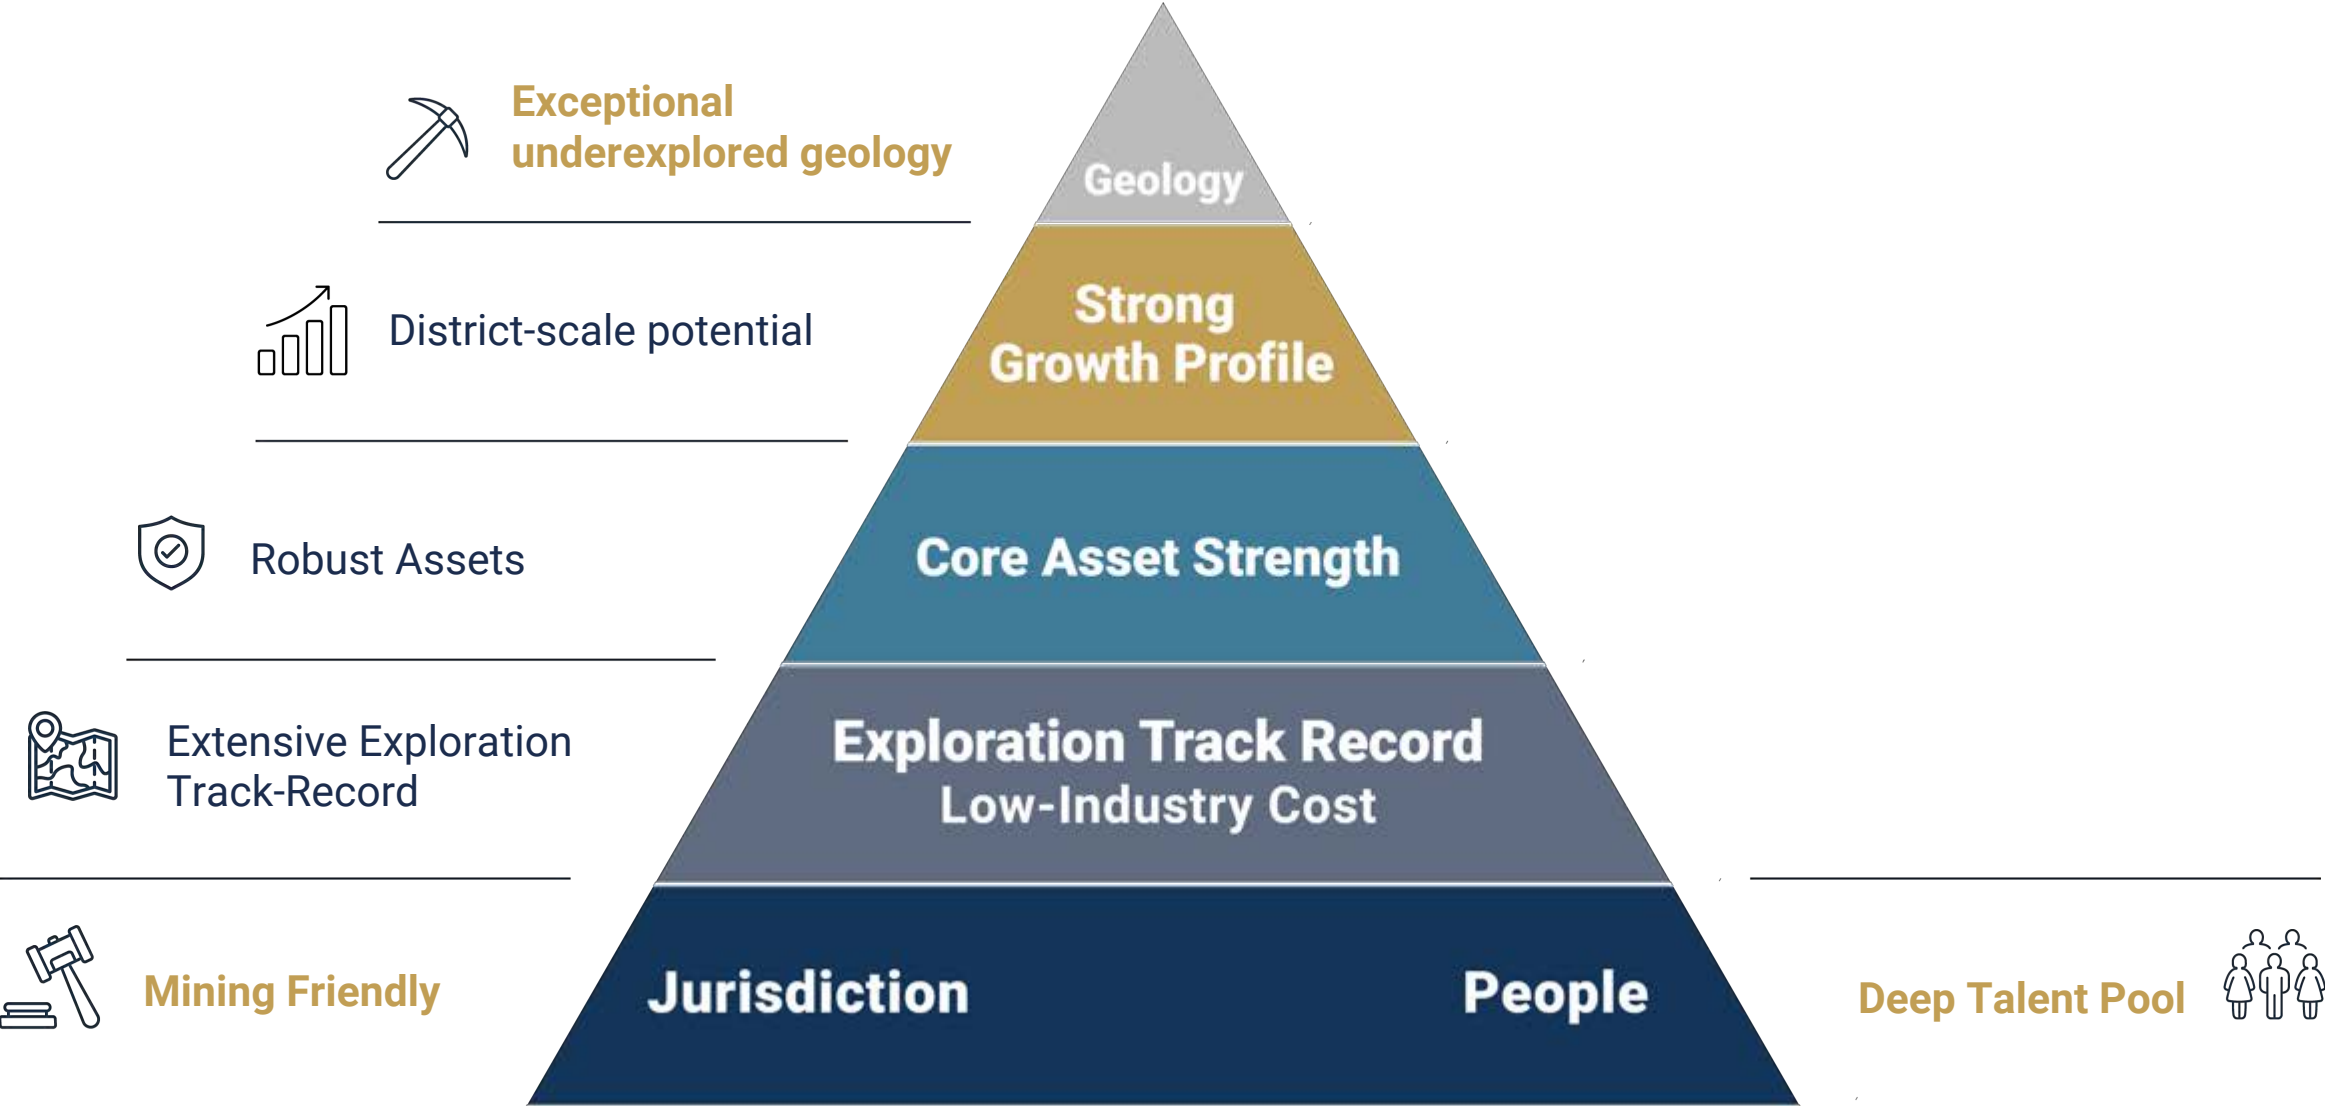 Exceptional
underexplored geology
Geology
District-scale potential
Strong
Growth Profile
Robust Assets
Core Asset Strength
Extensive Exploration
Track-Record
Exploration Track Record
Low-Industry Cost
Mining Friendly
Jurisdiction
People
Deep Talent Pool